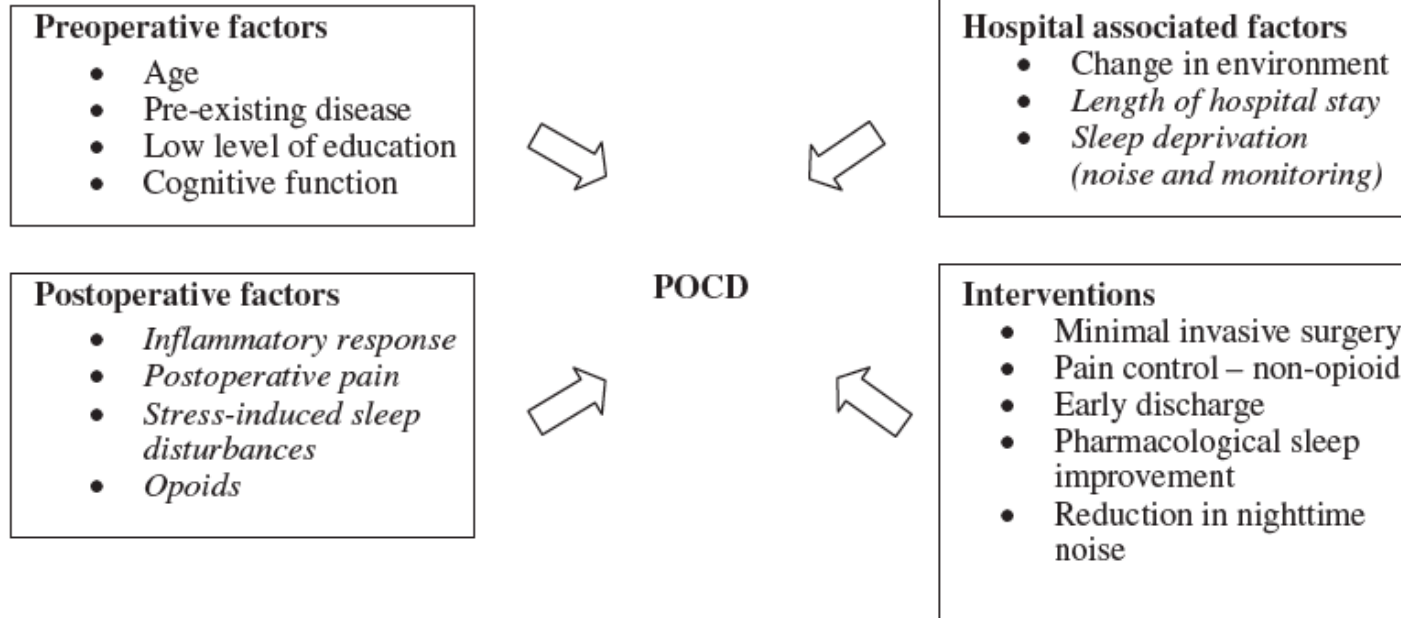 Preoperative factors
• Age
• Pre-existing disease
• Low level of education
• Cognitive function
Hospital associated factors
• Change in environment
• Length of hospital stay
• Sleep deprivation
(noise and monitoring)
Postoperative factors
• Inflammatory response
• Postoperative pain
• Stress-induced sleep
disturbances
• Opoids
POCD
Interventions
• Minimal invasive surgery
• Pain control – non-opioid
• Early discharge
• Pharmacological sleep
improvement
• Reduction in nighttime
noise